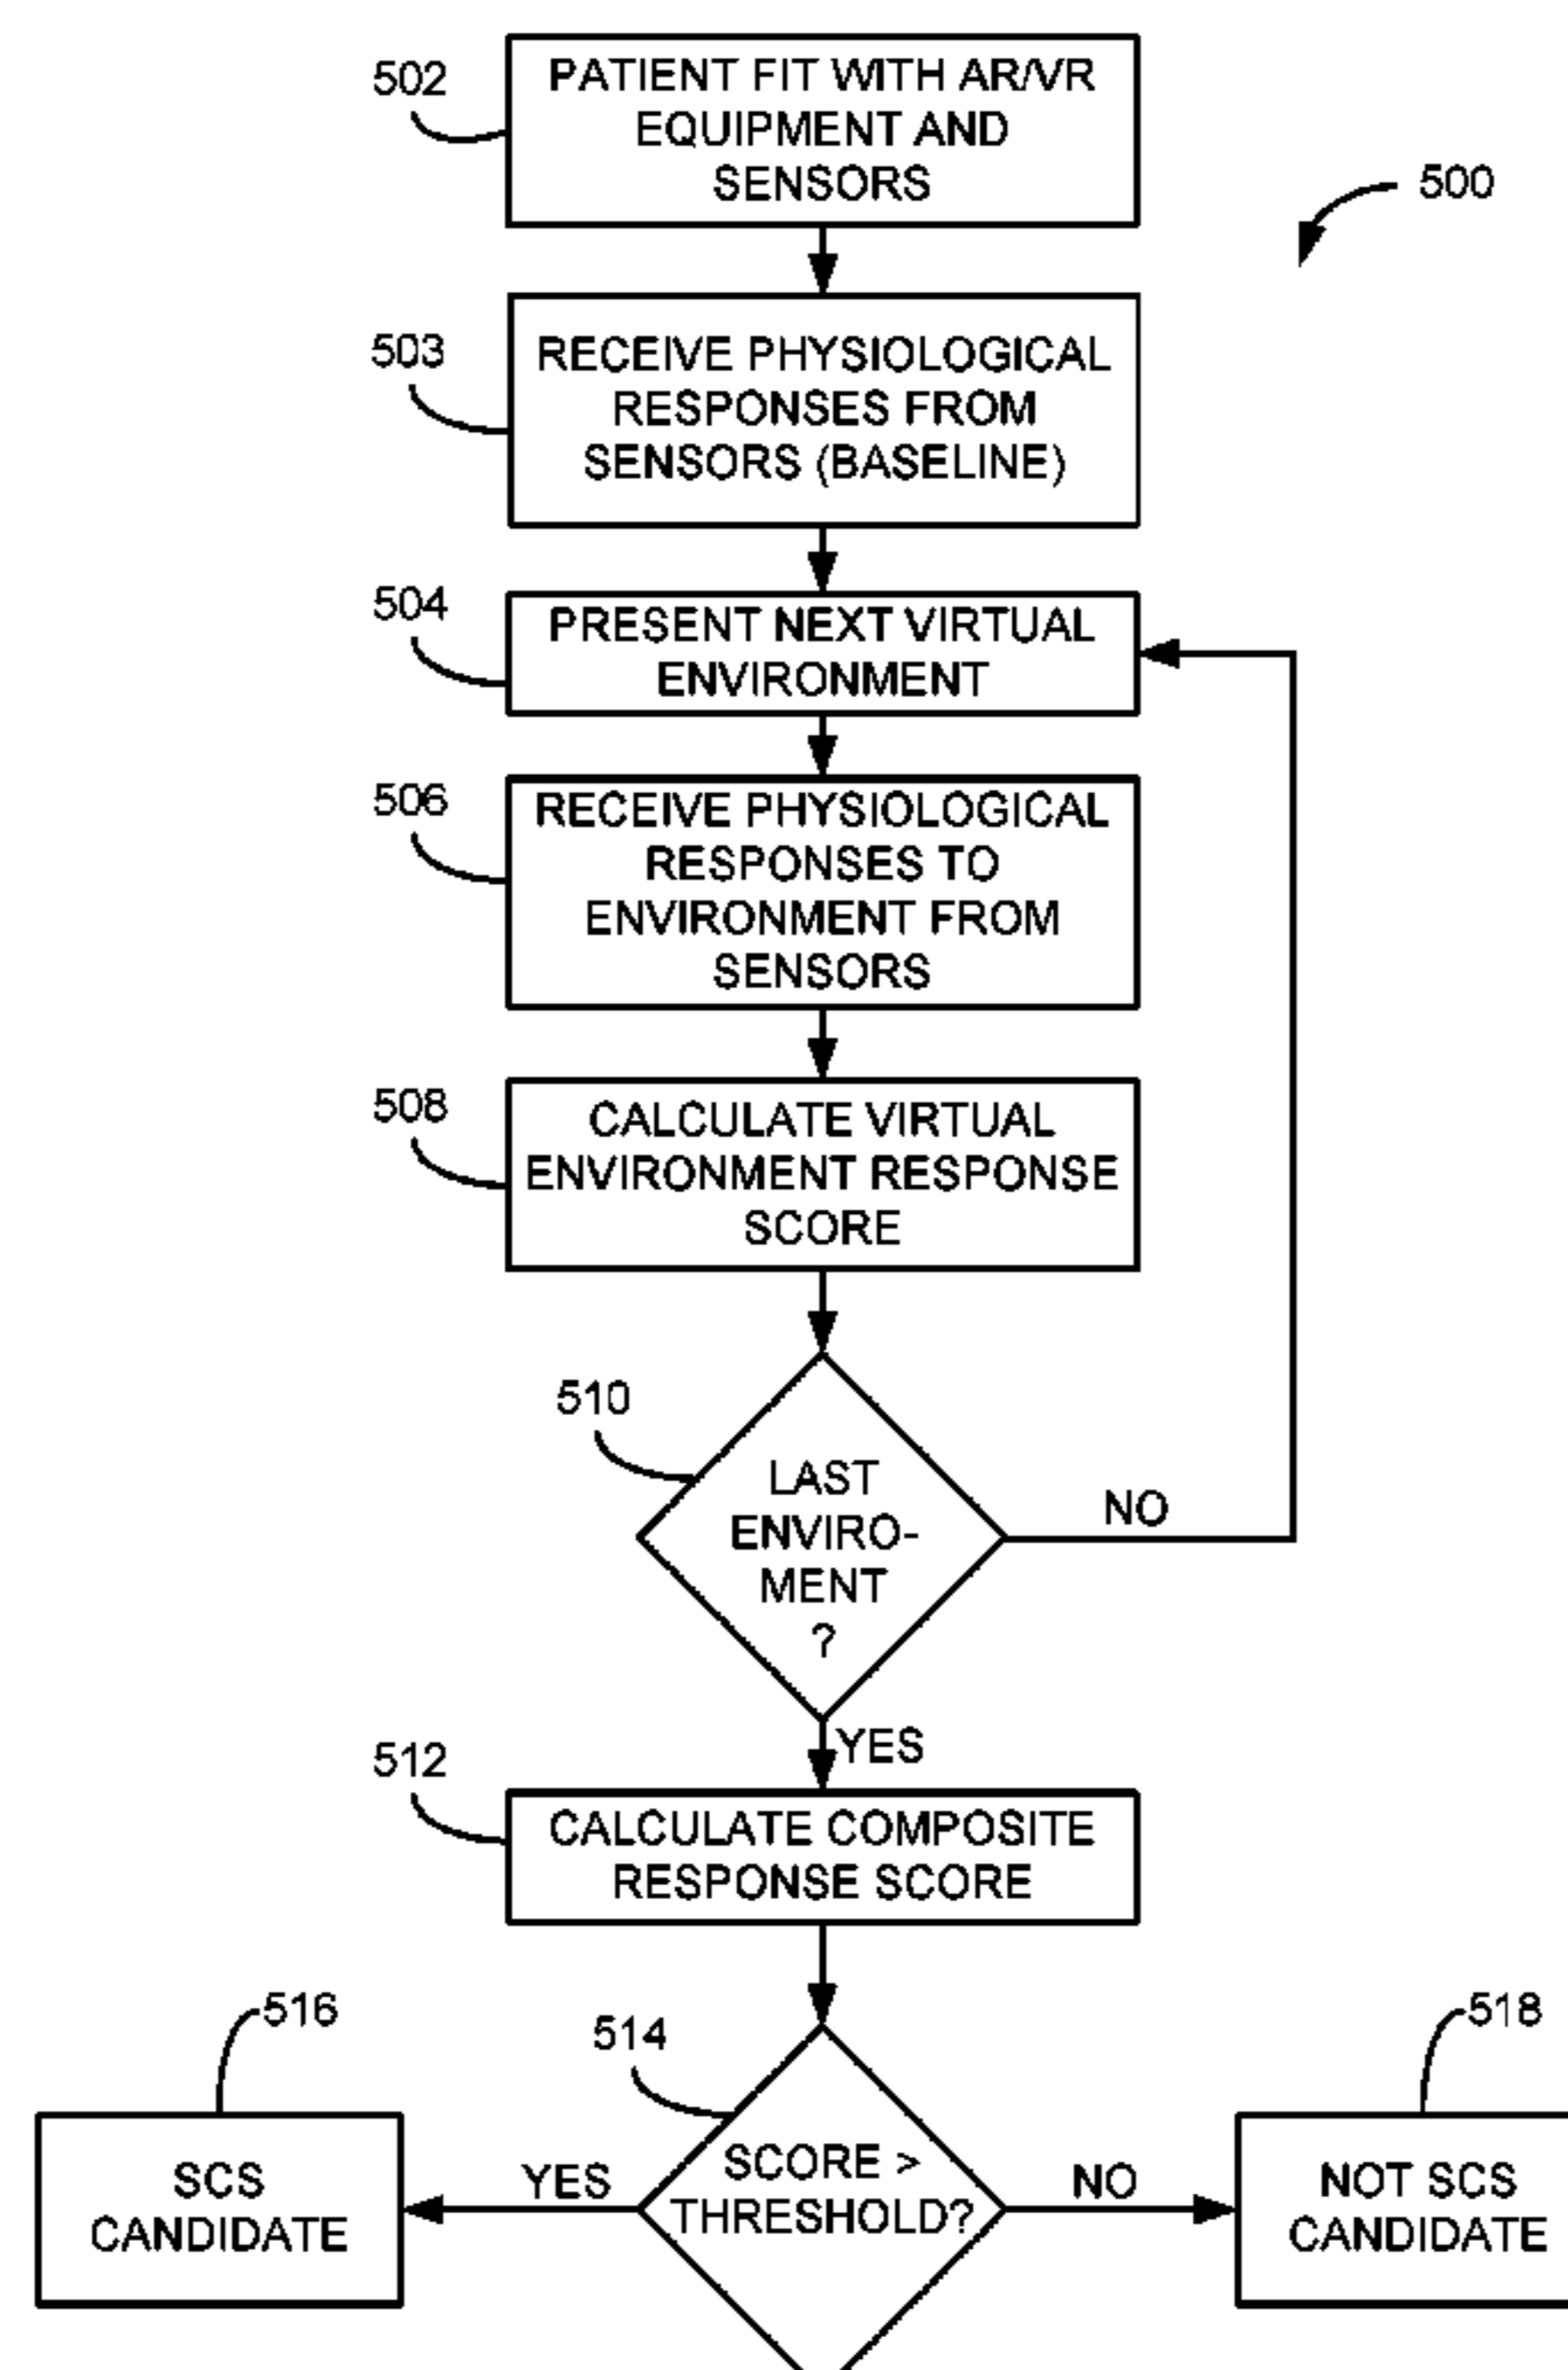 502
PATIENT FIT WITH AR/VR
EQUIPMENT AND
SENSORS
500
503
RECEIVE PHYSIOLOGICAL
RESPONSES FROM
SENSORS (BASELINE)
504
PRESENT NEXT VIRTUAL
ENVIRONMENT
506
RECEIVE PHYSIOLOGICAL
RESPONSES TO
ENVIRONMENT FROM
SENSORS
508
CALCULATE VIRTUAL
ENVIRONMENT RESPONSE
SCORE
510
LAST
ENVIRO-
MENT
?
NO
YES
512
CALCULATE COMPOSITE
RESPONSE SCORE
516
514
518
SCS
CANDIDATE
YES
SCORE >
THRESHOLD?
NO
NOT SCS
CANDIDATE